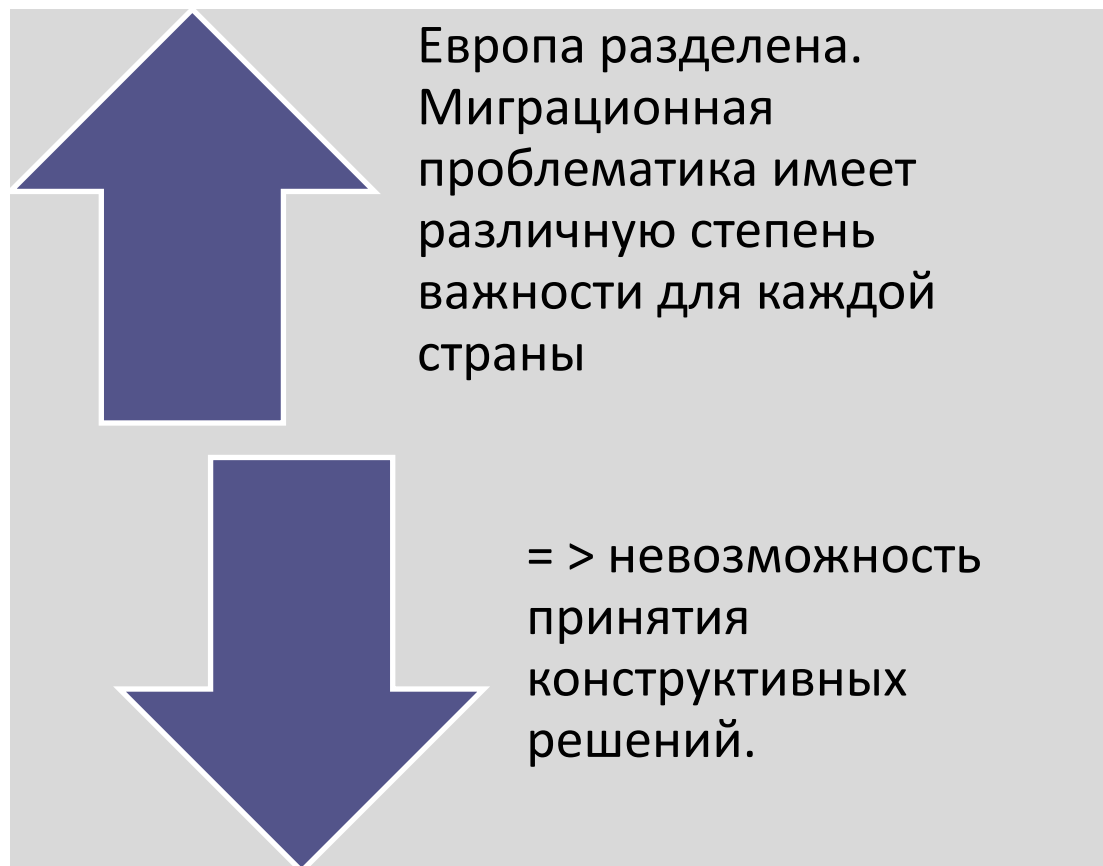 Европа разделена.
Миграционная
проблематика имеет
различную степень
важности для каждой
страны
= > невозможность
принятия
конструктивных
решений.